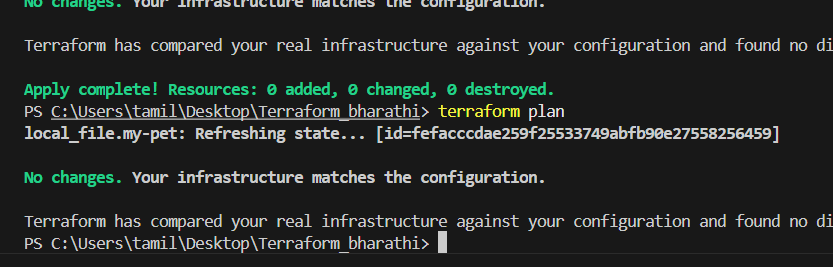 No changes. Your infrastructure matches the configuration.
Terraform has compared your real infrastructure against your configuration and found no di
Apply complete! Resources: 0 added, 0 changed, 0 destroyed.
PS C:\Users\tamil\Desktop\Terraform_bharathi> terraform plan
local_file.my-pet: Refreshing state... [id=fefacccdae259f25533749abfb90e27558256459]
No changes. Your infrastructure matches the configuration.
Terraform has compared your real infrastructure against your configuration and found no di
PS C:\Users\tamil\Desktop\Terraform_bharathi>